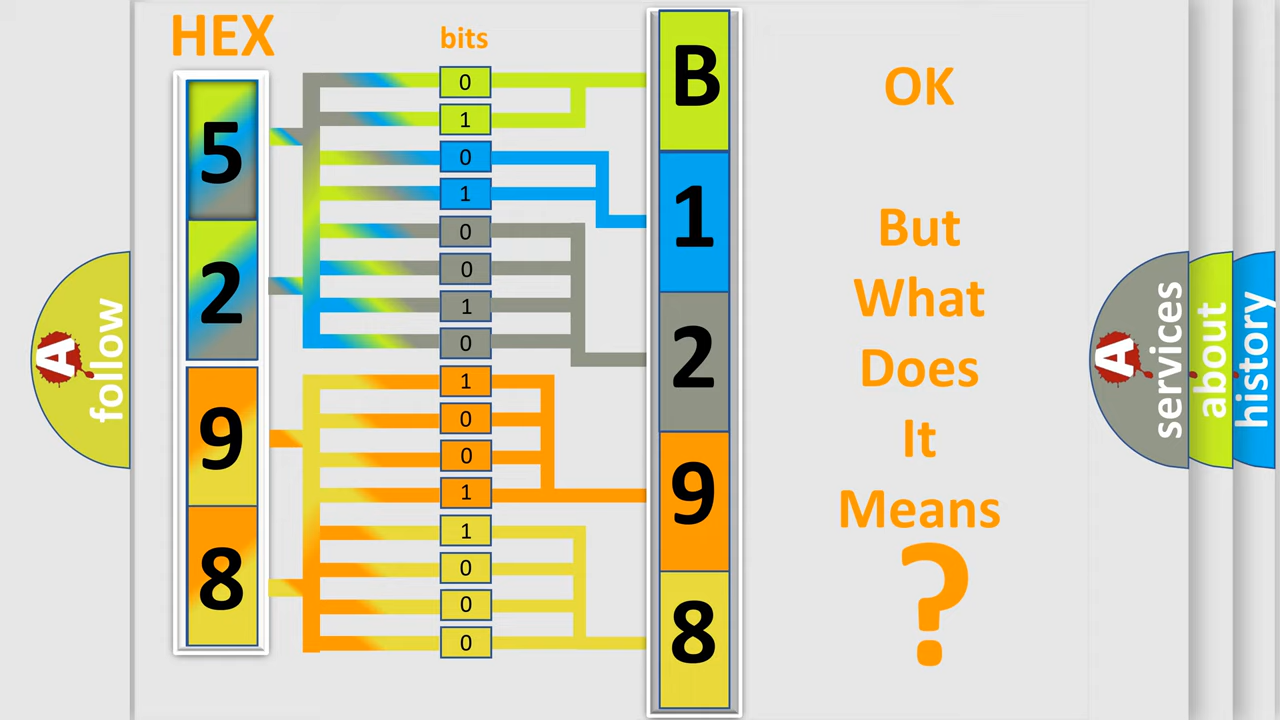 HEX
bits
5
2
9
8
0
1
0
1
0
0
1
0
1
0
0
1
1
0
0
0
B
1
2
9
8
OK
But
What
Does
It
Means
?
A
follow
A
services
about
history